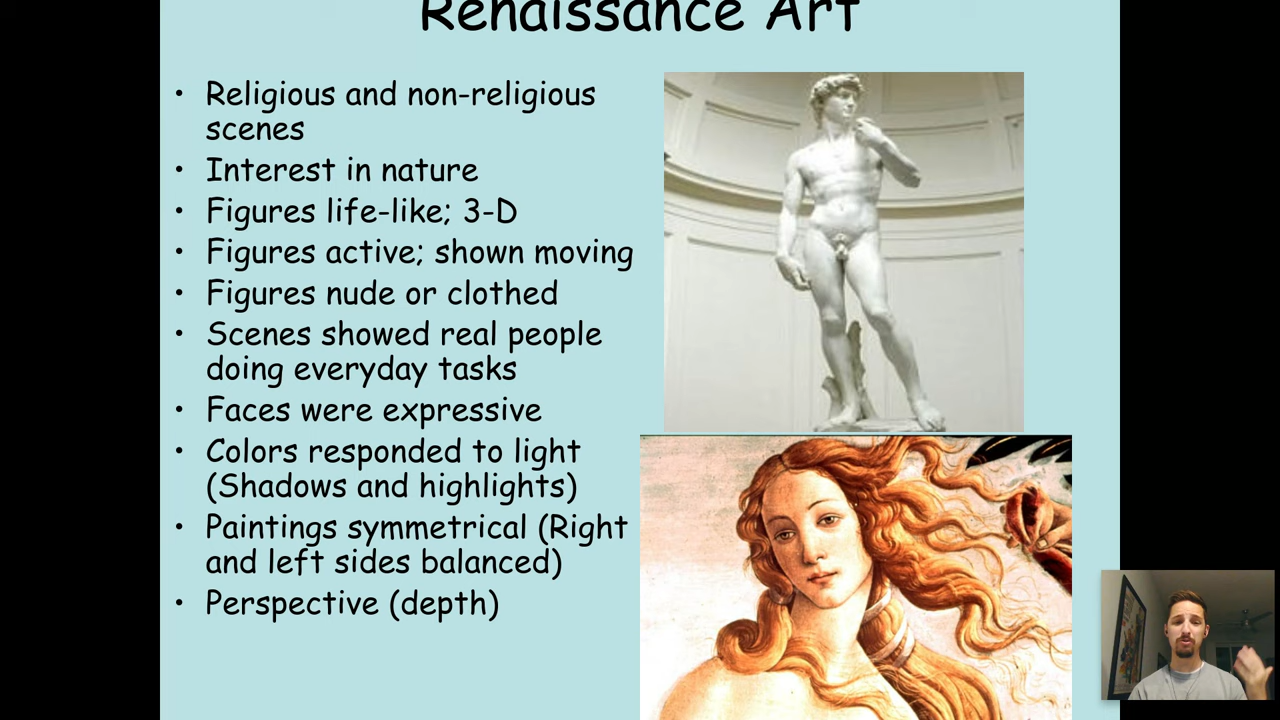 Renaissance Art
• Religious and non-religious
scenes
• Interest in nature
• Figures life-like; 3-D
• Figures active; shown moving
• Figures nude or clothed
• Scenes showed real people
doing everyday tasks
• Faces were expressive
• Colors responded to light
(Shadows and highlights)
• Paintings symmetrical (Right
and left sides balanced)
• Perspective (depth)